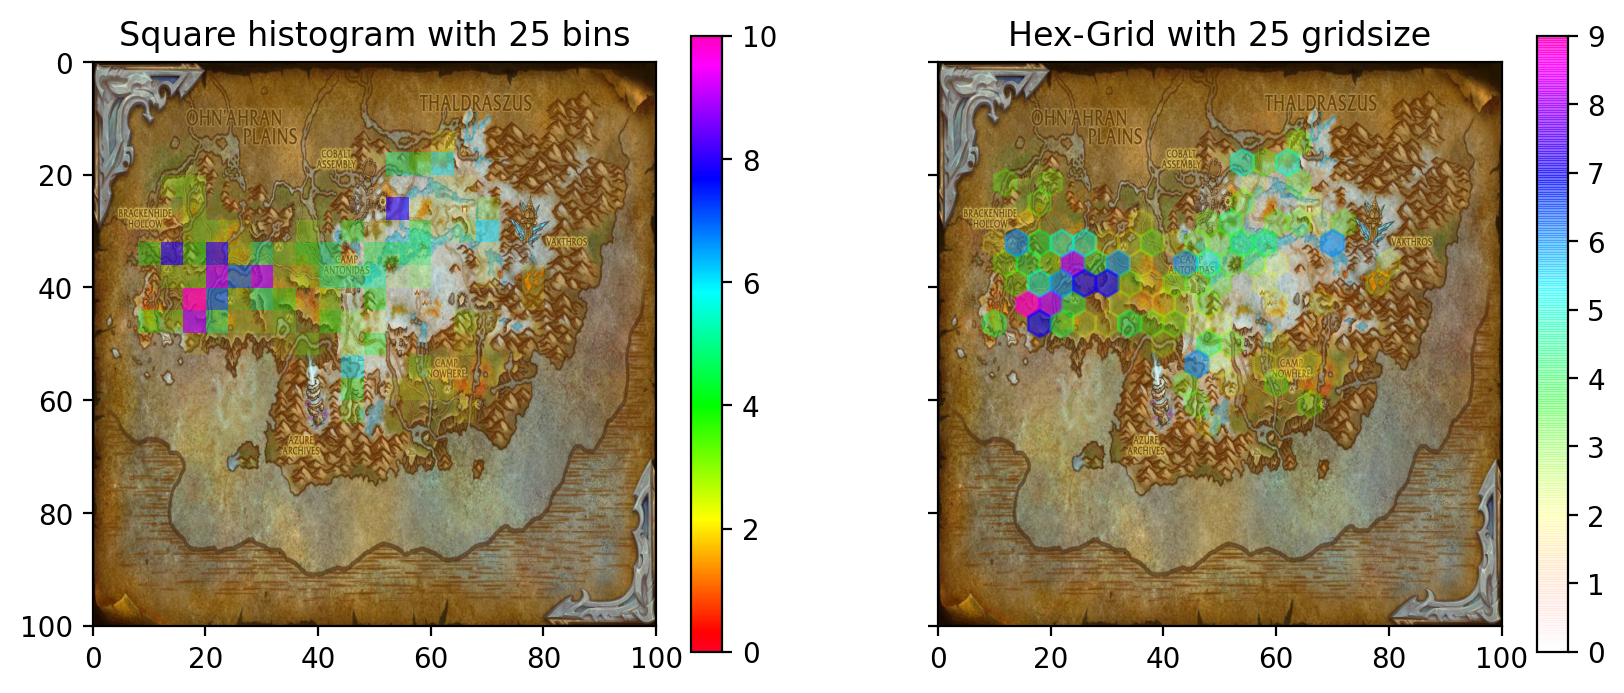 Square histogram with 25 bins
0
20
40
60
80
100
0
20
40
60
80
100
OHN'AHRAN
PLAINS
THALDRASZUS
COBALT
ASSEMBLY
BRACKENHIDE
HOLLOW
VAKTHROS
CAMP
ANTONIDAS
CAMP
NOWHERE
AZURE
ARCHIVES
10
8
6
4
2
0
Hex-Grid with 25 gridsize
0
20
40
60
80
100
OHN'AHRAN
PLAINS
THALDRASZUS
COBALT
ASSEMBLY
BRACKENHIDE
HOLLOW
VAKTHROS
CAMP
ANTONIDAS
CAMP
NOWHERE
AZURE
ARCHIVES
9
8
7
6
5
4
3
2
1
0